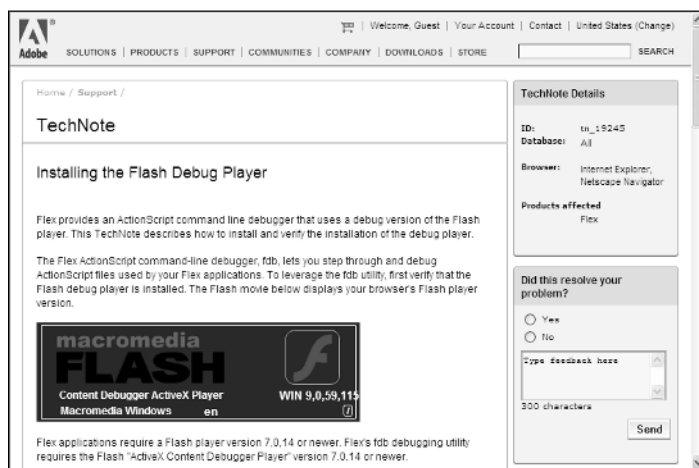 Adobe
Welcome, Guest | Your Account | Contact | United States (Change)
SOLUTIONS | PRODUCTS | SUPPORT | COMMUNITIES | COMPANY | DOWNLOADS | STORE
SEARCH
Home / Support /
TechNote
Installing the Flash Debug Player
Flex provides an ActionScript command line debugger that uses a debug version of the Flash
player. This TechNote describes how to install and verify the installation of the debug player.
The Flex ActionScript command-line debugger, fdb, lets you step through and debug
ActionScript files used by your Flex applications. To leverage the fdb utility, first verify that the
Flash debug player is installed. The Flash movie below displays your browser's Flash player
version.
macromedia
FLASH
Content Debugger ActiveX Player WIN 9,0,59,115
Macromedia Windows en
Flex applications require a Flash player version 7.0.14 or newer. Flex's fdb debugging utility
requires the Flash "ActiveX Content Debugger Player" version 7.0.14 or newer.
TechNote Details
ID: tn_19245
Database: All
Browser: Internet Explorer,
Netscape Navigator
Products affected
Flex
Did this resolve your
problem?
Yes
No
Type feedback here
300 characters
Send